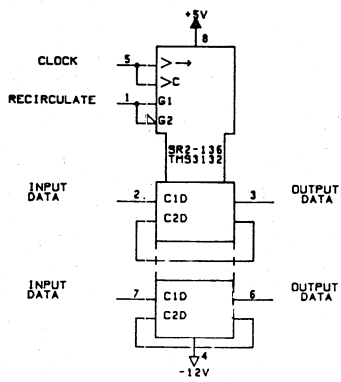 +5V
8
CLOCK 5 >→
>C
RECIRCULATE 1 G1
G2
SR2-136
TMS3132
INPUT DATA 2 C1D 3 OUTPUT DATA
C2D
INPUT DATA 7 C1D 6 OUTPUT DATA
C2D
4
-12V